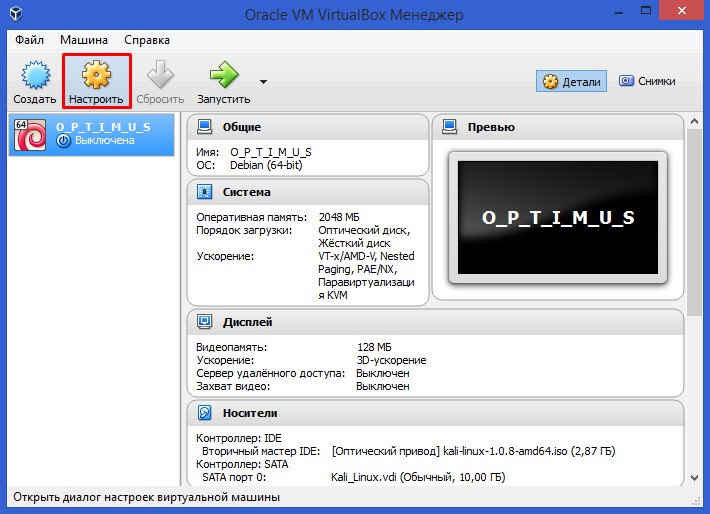 Oracle VM VirtualBox Менеджер
Файл Машина Справка
Создать Настроить Сбросить Запустить Детали Снимки
64 O_P_T_I_M_U_S
Выключена
Общие
Имя: O_P_T_I_M_U_S
ОС: Debian (64-bit)
Превью
O_P_T_I_M_U_S
Система
Оперативная память: 2048 МБ
Порядок загрузки: Оптический диск,
Жёсткий диск
Ускорение: VT-x/AMD-V, Nested
Paging, PAE/NX,
Паравиртуализаци
я KVM
Дисплей
Видеопамять: 128 МБ
Ускорение: 3D-ускорение
Сервер удалённого доступа: Выключен
Захват видео: Выключен
Носители
Контроллер: IDE
Вторичный мастер IDE: [Оптический привод] kali-linux-1.0.8-amd64.iso (2,87 ГБ)
Контроллер: SATA
SATA порт 0: Kali_Linux.vdi (Обычный, 10,00 ГБ)
Открыть диалог настроек виртуальной машины